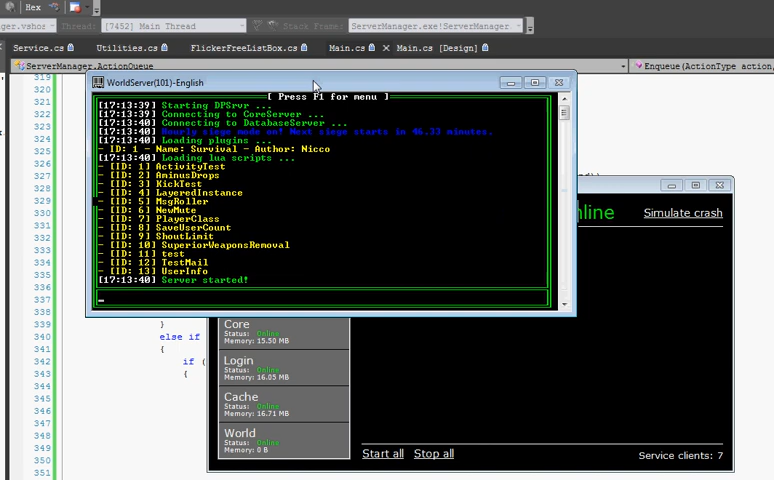 Hex
Process:
[7452] Main Thread
Stack Frame:
ServerManager.exe!ServerManager.
ger.vshos
Thread:
Service.cs
Utilities.cs
FlickerFreeListBox.cs
Main.cs
Main.cs [Design]
ServerManager.ActionQueue
Enqueue(ActionType action,
319
320
321
322
323
324
325
326
327
328
329
330
331
332
333
334
335
336
337
338
339
340
341
342
343
344
345
346
347
348
349
350
351
}
else if
{
if (
{
WorldServer(101)-English
[ Press F1 for menu ]
[17:13:39] Starting DPSrvr ...
[17:13:39] Connecting to CoreServer ...
[17:13:40] Connecting to DatabaseServer ...
[17:13:40] Hourly siege mode on! Next siege starts in 46.33 minutes.
[17:13:40] Loading plugins ...
- ID: 1 - Name: Survival - Author: Nicco
[17:13:40] Loading lua scripts ...
- [ID: 1] ActivityTest
- [ID: 2] AminusDrops
- [ID: 3] KickTest
- [ID: 4] LayeredInstance
- [ID: 5] MsgRoller
- [ID: 6] NewMute
- [ID: 7] PlayerClass
- [ID: 8] SaveUserCount
- [ID: 9] ShoutLimit
- [ID: 10] SuperiorWeaponsRemoval
- [ID: 11] test
- [ID: 12] TestMail
- [ID: 13] UserInfo
[17:13:40] Server started!
nline
Simulate crash
Core
Status: Online
Memory: 15.50 MB
Login
Status: Online
Memory: 16.05 MB
Cache
Status: Online
Memory: 16.71 MB
World
Status: Online
Memory: 0 B
Start all
Stop all
Service clients: 7